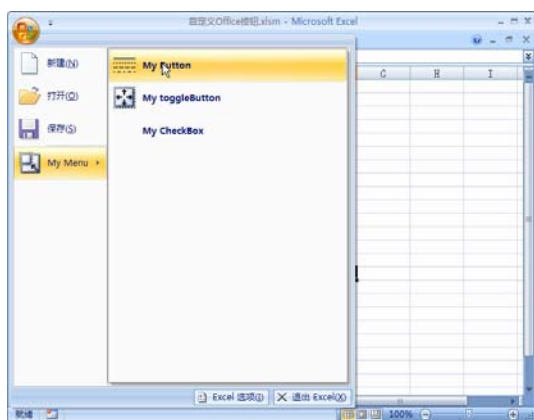 自定义Office按钮.xlsm - Microsoft Excel
新建(N)
打开(O)
保存(S)
My Menu
My Button
My toggleButton
My CheckBox
G H I
Excel 选项(I) 退出 Excel(X)
就绪 100%